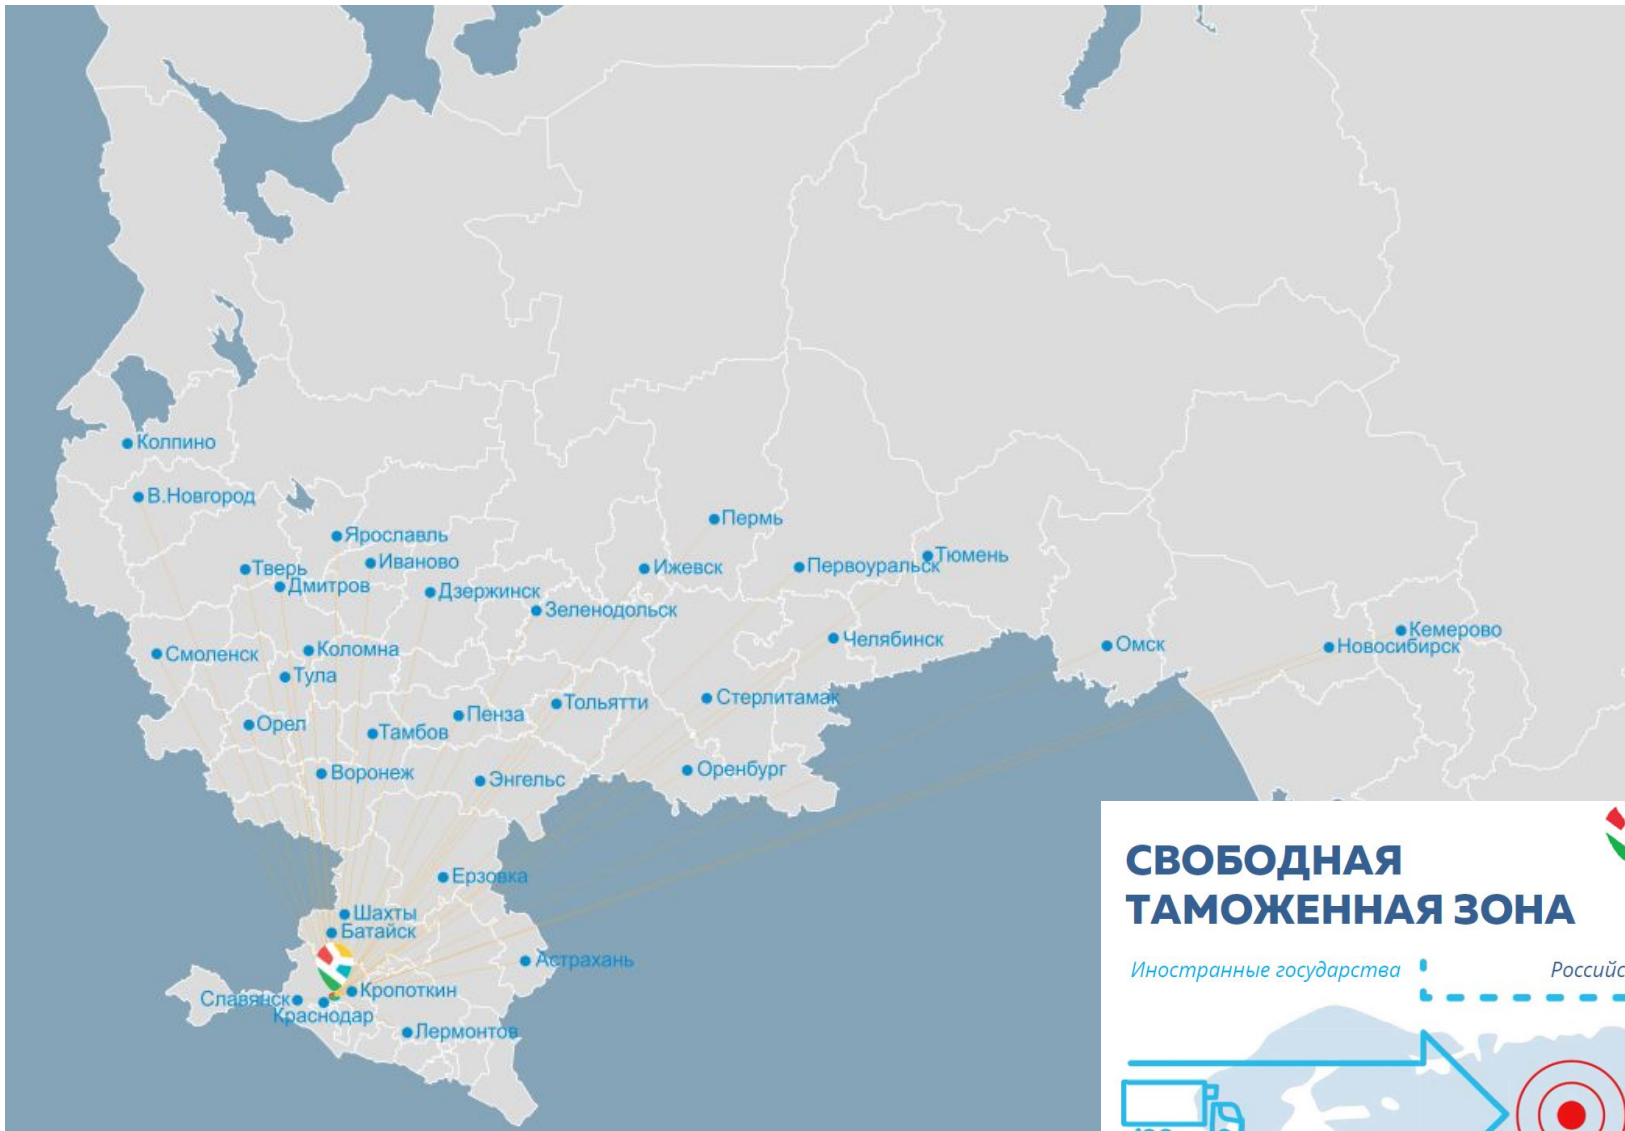 Колпино
В.Новгород
Пермь
Ярославль
Тюмень
Иваново
Тверь
Ижевск
Первоуральск
Дмитров
Дзержинск
Зеленодольск
Кемерово
Челябинск
Омск
Новосибирск
Коломна
Смоленск
Тула
Стерлитамак
Тольятти
Пенза
Орел
Тамбов
Оренбург
Воронеж
Энгельс
Ерзовка
Шахты
Батайск
Астрахань
Кропоткин
Славянск
Краснодар
Лермонтов
СВОБОДНАЯ
ТАМОЖЕННАЯ ЗОНА
Иностранные государства
Российс